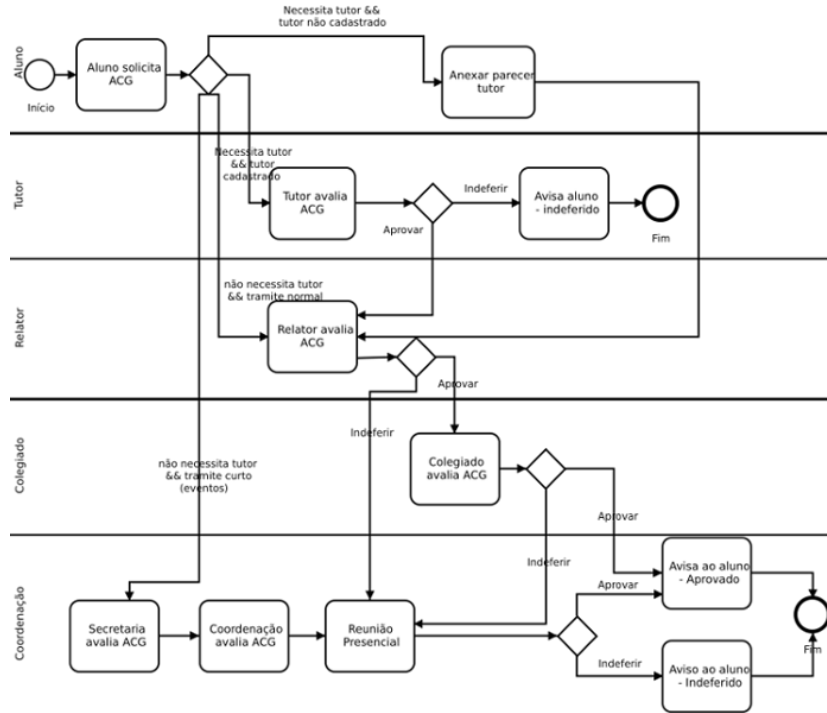 Necessita tutor &&
tutor não cadastrado
Aluno
Aluno solicita
ACG
Anexar parecer
tutor
Início
Necessita tutor
&& tutor
cadastrado
Tutor
Tutor avalia
ACG
Indeferir
Avisa aluno
- indeferido
Aprovar
Fim
não necessita tutor
&& tramite normal
Relator
Relator avalia
ACG
Aprovar
Indeferir
Colegiado
Colegiado
avalia ACG
não necessita tutor
&& tramite curto
(eventos)
Aprovar
Indeferir
Coordenação
Avisa ao aluno
- Aprovado
Aprovar
Secretaria
avalia ACG
Coordenação
avalia ACG
Reunião
Presencial
Fim
Indeferir
Aviso ao aluno
- Indeferido